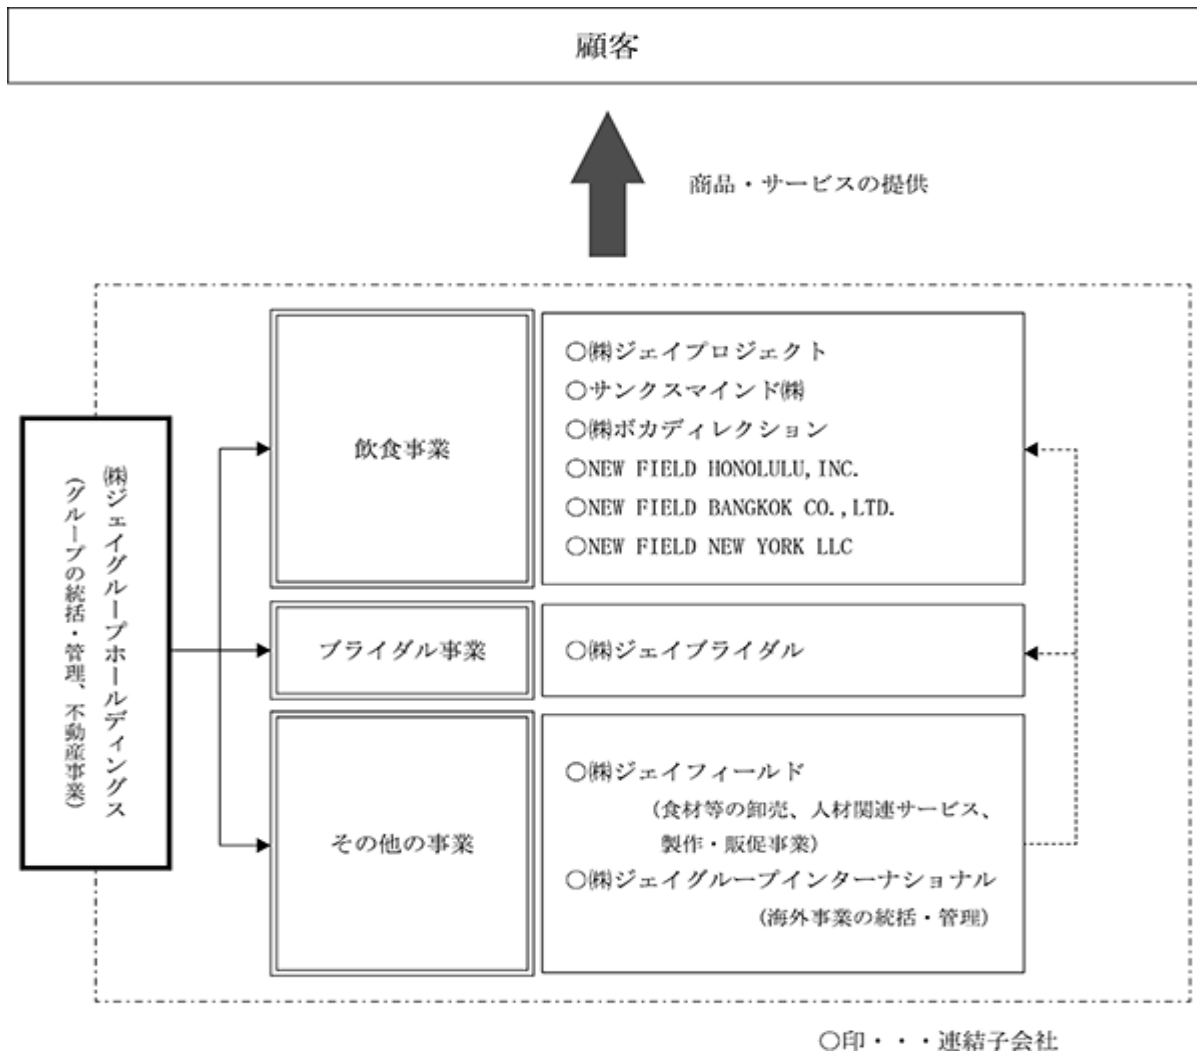 顧客
商品・サービスの提供
㈱ジェイグループホールディングス
(グループの統括・管理、不動産事業)
飲食事業
○㈱ジェイプロジェクト
○サンクスマインド㈱
○㈱ボカディレクション
○NEW FIELD HONOLULU,INC.
○NEW FIELD BANGKOK CO.,LTD.
○NEW FIELD NEW YORK LLC
ブライダル事業
○㈱ジェイブライダル
その他の事業
○㈱ジェイフィールド
(食材等の卸売、人材関連サービス、
製作・販促事業)
○㈱ジェイグループインターナショナル
(海外事業の統括・管理)
○印・・・連結子会社